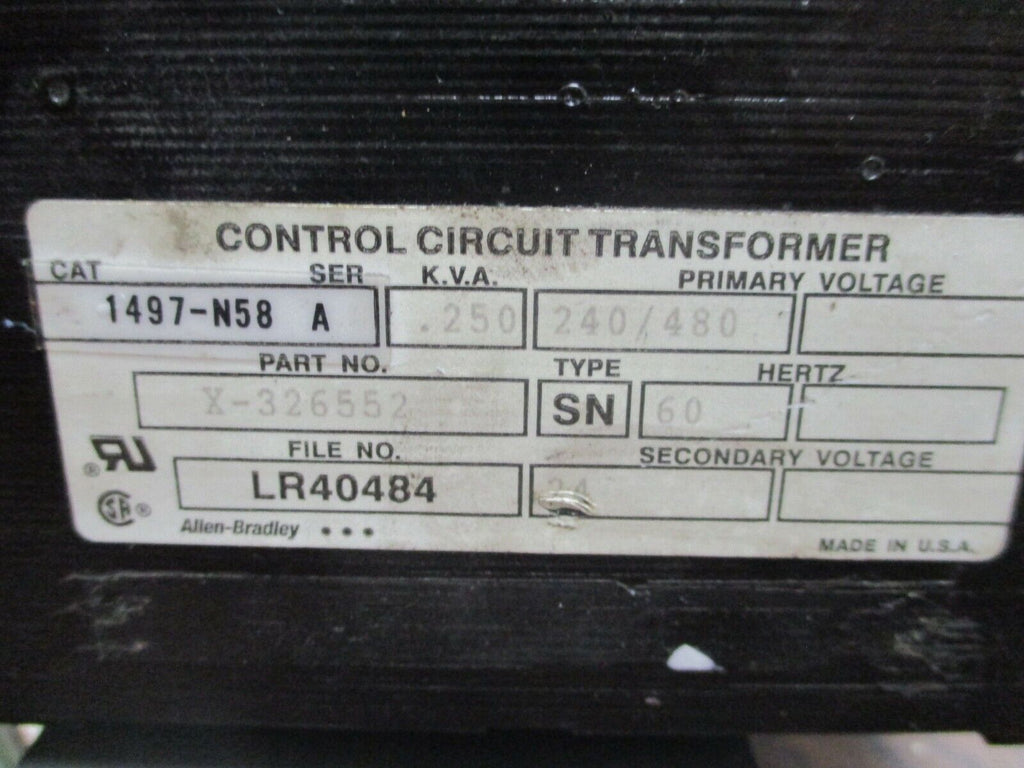 CONTROL CIRCUIT TRANSFORMER
CAT SER K.V.A. PRIMARY VOLTAGE
1497-N58 A .250 240/480
PART NO. TYPE HERTZ
X-326552 SN 60
FILE NO. SECONDARY VOLTAGE
LR40484 24
Allen-Bradley
MADE IN U.S.A.